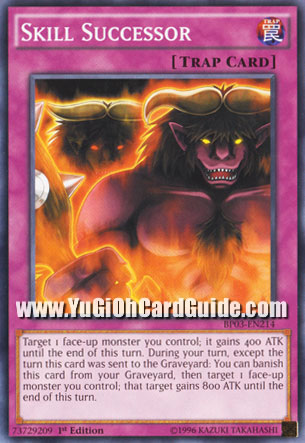 SKILL SUCCESSOR
TRAP
罠
[TRAP CARD]
www.YuGiOhCardGuide.com
BP03-EN214
Target 1 face-up monster you control; it gains 400 ATK
until the end of this turn. During your turn, except the
turn this card was sent to the Graveyard: You can banish
this card from your Graveyard, then target 1 face-up
monster you control; that target gains 800 ATK until the
end of this turn.
73729209 1st Edition ©1996 KAZUKI TAKAHASHI